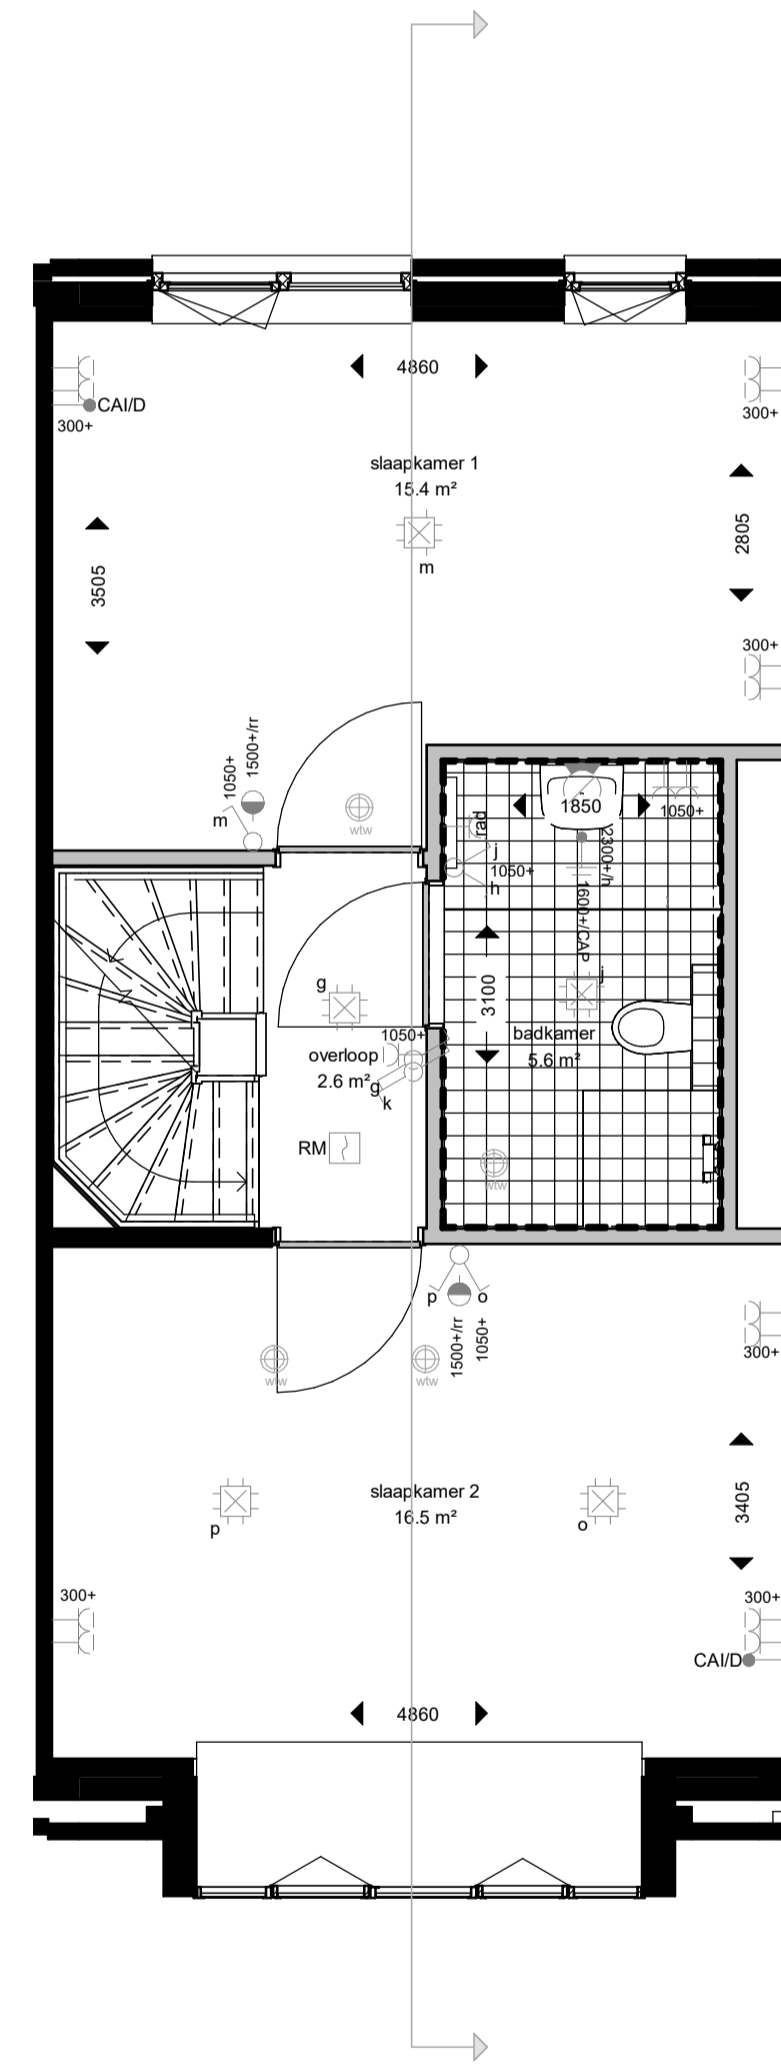 4860
CAI/D
300+
300+
slaapkamer 1
15.4 m²
2805
3505
m
300+
1500+/rr
1050+
m
wtw
1850
1050+
rad
j
1050+
h
2300+/h
1600+/CAP
j
g
3100
1050+
badkamer
5.6 m²
overloop
2.6 m²
g
k
RM
wtw
p
o
1500+/rr
1050+
300+
wtw
wtw
slaapkamer 2
16.5 m²
3405
p
o
300+
300+
CAI/D
4860